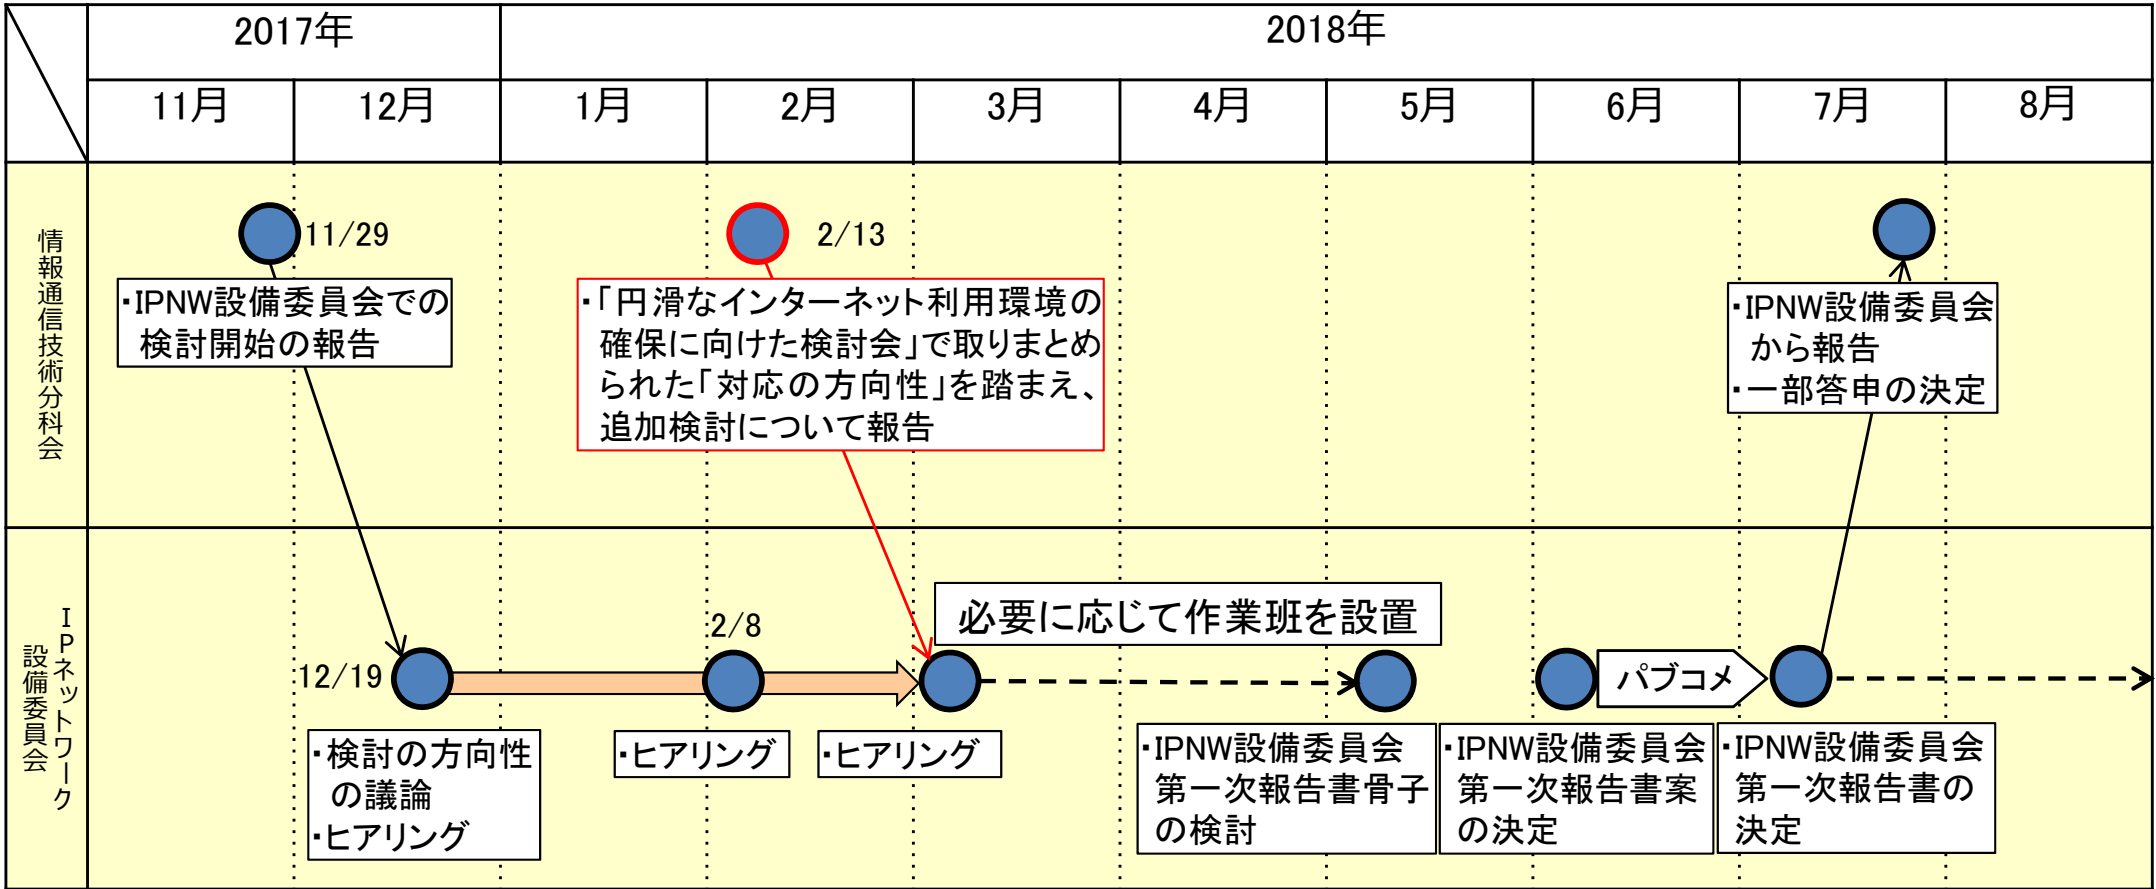 2017年
2018年
11月
12月
1月
2月
3月
4月
5月
6月
7月
8月
情報通信技術分科会
11/29
・IPNW設備委員会での
検討開始の報告
2/13
・「円滑なインターネット利用環境の
確保に向けた検討会」で取りまとめ
られた「対応の方向性」を踏まえ、
追加検討について報告
・IPNW設備委員会
から報告
・一部答申の決定
IPネットワーク
設備委員会
12/19
・検討の方向性
の議論
・ヒアリング
2/8
・ヒアリング
・ヒアリング
必要に応じて作業班を設置
・IPNW設備委員会
第一次報告書骨子
の検討
・IPNW設備委員会
第一次報告書案
の決定
パブコメ
・IPNW設備委員会
第一次報告書の
決定